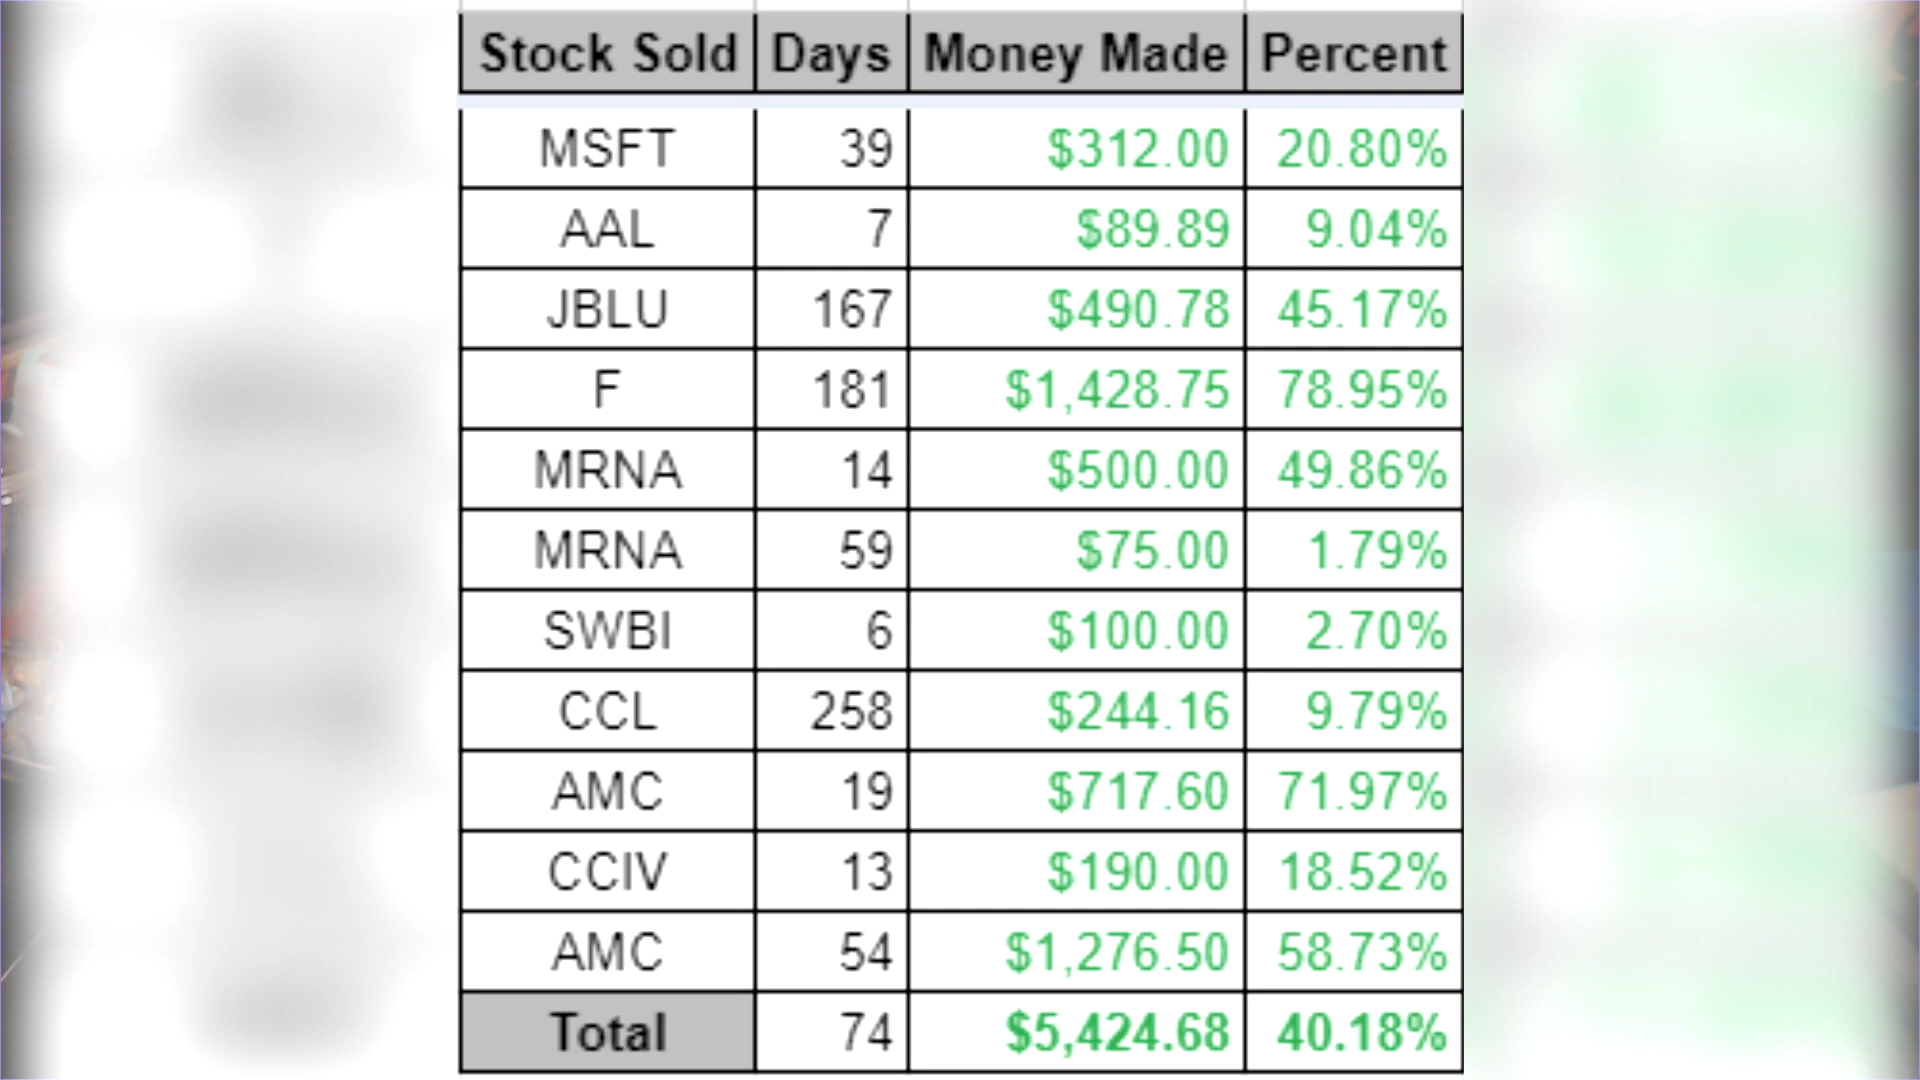 Stock Sold Days Money Made Percent
MSFT 39 $312.00 20.80%
AAL 7 $89.89 9.04%
JBLU 167 $490.78 45.17%
F 181 $1,428.75 78.95%
MRNA 14 $500.00 49.86%
MRNA 59 $75.00 1.79%
SWBI 6 $100.00 2.70%
CCL 258 $244.16 9.79%
AMC 19 $717.60 71.97%
CCIV 13 $190.00 18.52%
AMC 54 $1,276.50 58.73%
Total 74 $5,424.68 40.18%